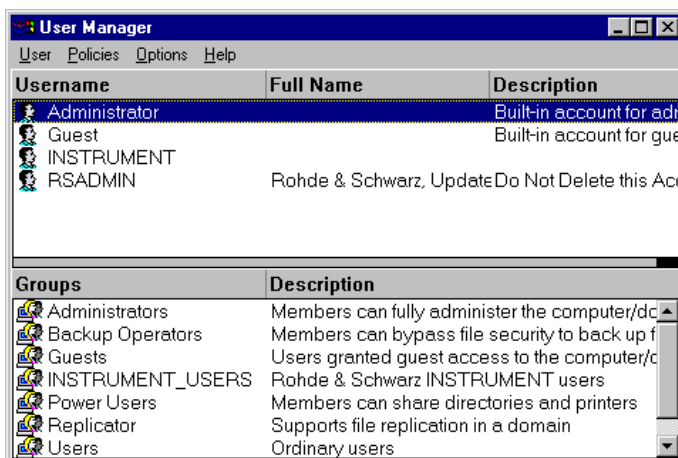 User Manager
User Policies Options Help
Username Full Name Description
Administrator Built-in account for adm
Guest Built-in account for gue
INSTRUMENT
RSADMIN Rohde & Schwarz, Update Do Not Delete this Acc
Groups Description
Administrators Members can fully administer the computer/do
Backup Operators Members can bypass file security to back up f
Guests Users granted guest access to the computer/d
INSTRUMENT_USERS Rohde & Schwarz INSTRUMENT users
Power Users Members can share directories and printers
Replicator Supports file replication in a domain
Users Ordinary users